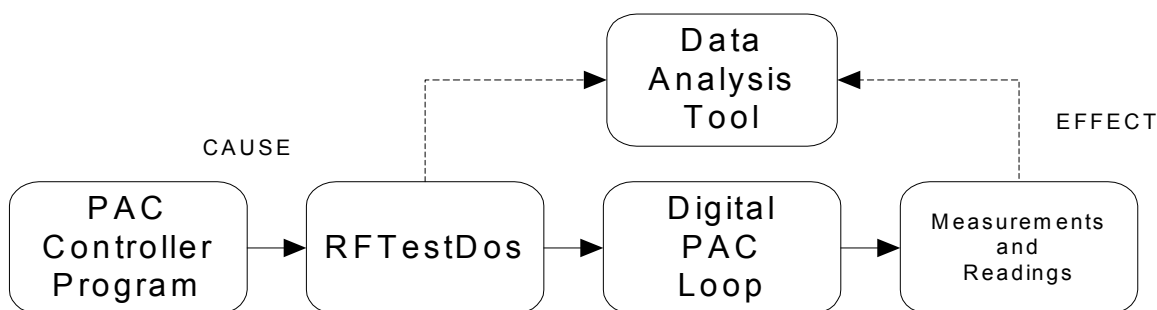 Data
Analysis
Tool
EFFECT
CAUSE
PAC
Controller
Program
RFTestDos
Digital
PAC
Loop
Measurements
and
Readings